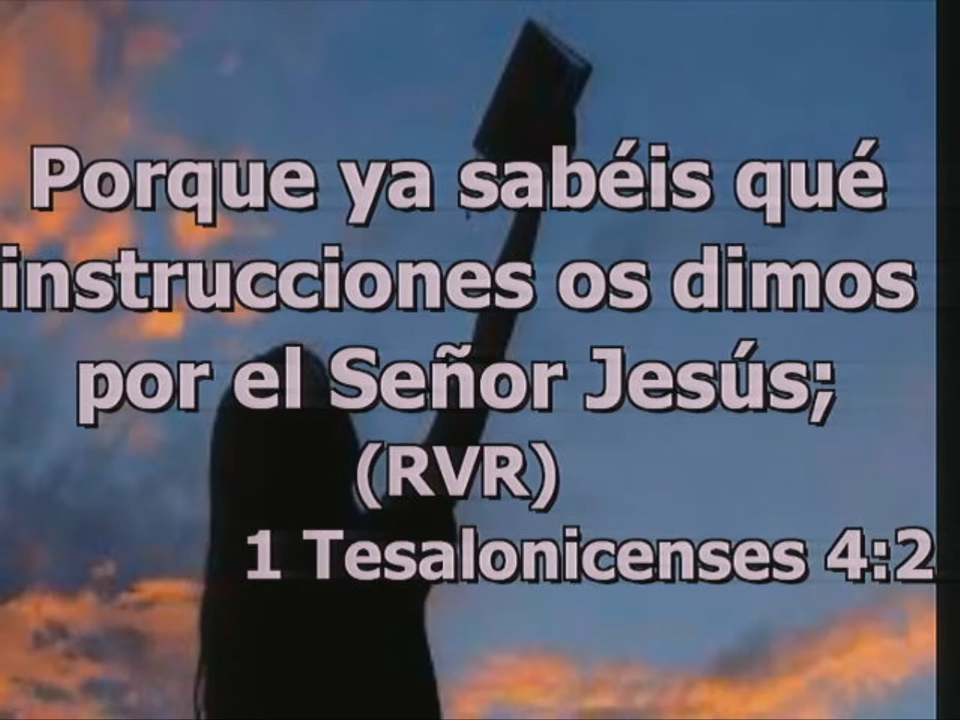 Porque ya sabéis qué
instrucciones os dimos
por el Señor Jesús;
(RVR)
1 Tesalonicenses 4:2